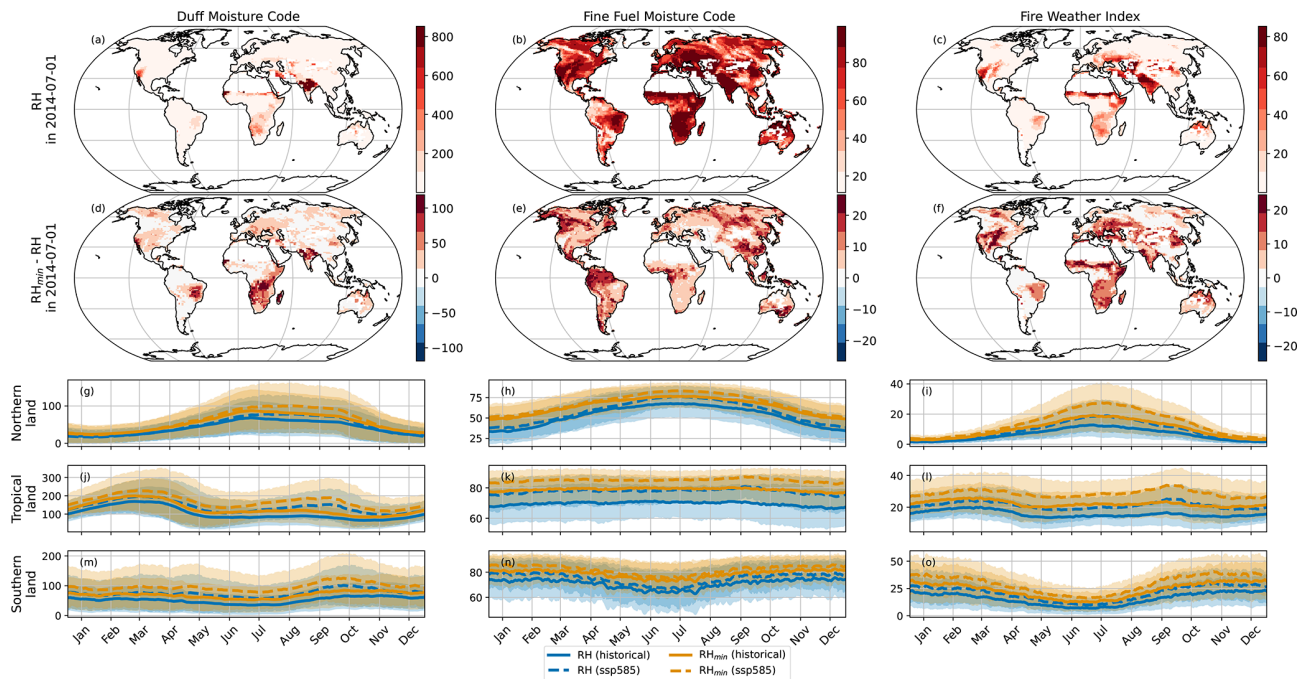 Duff Moisture Code
Fine Fuel Moisture Code
Fire Weather Index
RH
in 2014-07-01
(a)
800
600
400
200
(b)
80
60
40
20
(c)
80
60
40
20
RHmin - RH
in 2014-07-01
(d)
100
50
0
−50
−100
(e)
20
10
0
−10
−20
(f)
20
10
0
−10
−20
Northern
land
(g)
100
0
(h)
75
50
25
(i)
40
20
0
Tropical
land
(j)
300
200
100
(k)
80
60
(l)
40
20
Southern
land
(m)
200
100
0
(n)
80
60
(o)
50
25
0
Jan Feb Mar Apr May Jun Jul Aug Sep Oct Nov Dec
Jan Feb Mar Apr May Jun Jul Aug Sep Oct Nov Dec
Jan Feb Mar Apr May Jun Jul Aug Sep Oct Nov Dec
RH (historical)
RHmin (historical)
RH (ssp585)
RHmin (ssp585)